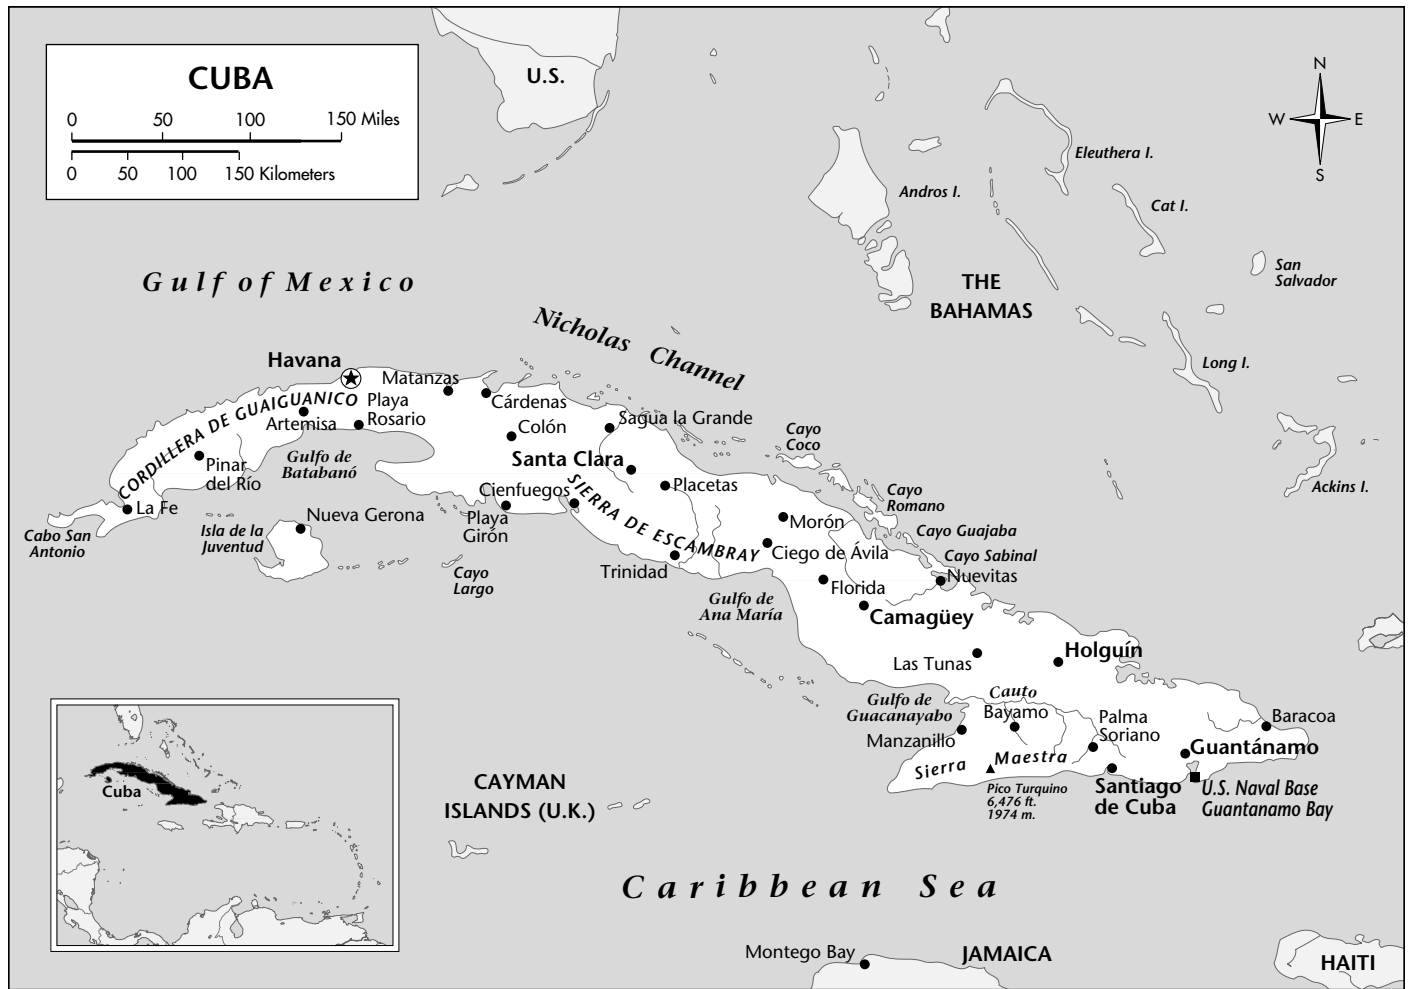 CUBA
0 50 100 150 Miles
0 50 100 150 Kilometers
U.S.
N
W E
S
Eleuthera I.
Andros I.
Cat I.
San
Salvador
THE
BAHAMAS
Long I.
Ackins I.
Gulf of Mexico
Nicholas Channel
Havana
Matanzas
Cárdenas
Playa
Rosario
CORDILLERA DE GUAIGUANICO
Artemisa
Colón
Sagua la Grande
Cayo
Coco
Gulfo de
Batabanó
Santa Clara
Pinar
del Río
Placetas
Cienfuegos
SIERRA DE ESCAMBRAY
Cayo
Romano
La Fe
Nueva Gerona
Playa
Girón
Morón
Cayo Guajaba
Cabo San
Antonio
Isla de la
Juventud
Ciego de Ávila
Cayo Sabinal
Cayo
Largo
Trinidad
Nuevitas
Florida
Gulfo de
Ana María
Camagüey
Las Tunas
Holguín
Gulfo de
Guacanayabo
Cauto
Bayamo
Palma
Soriano
Baracoa
Manzanillo
Guantánamo
Sierra Maestra
Pico Turquino
6,476 ft.
1974 m.
Santiago
de Cuba
U.S. Naval Base
Guantanamo Bay
Cuba
CAYMAN
ISLANDS (U.K.)
Caribbean Sea
Montego Bay
JAMAICA
HAITI